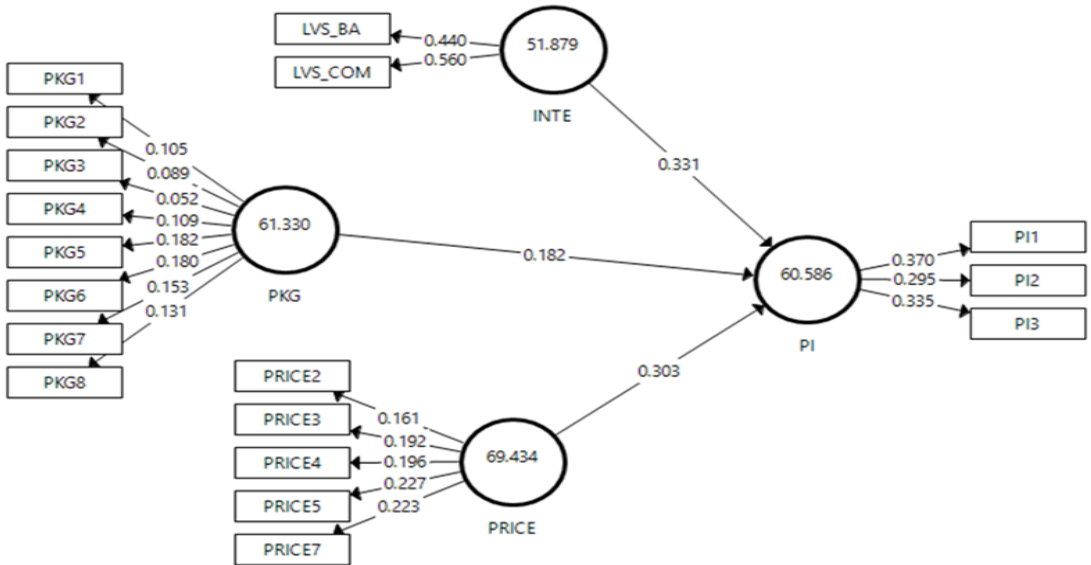 LVS_BA
LVS_COM
0.440
0.560
51.879
INTE
0.331
PKG1
PKG2
PKG3
PKG4
PKG5
PKG6
PKG7
PKG8
0.105
0.089
0.052
0.109
0.182
0.180
0.153
0.131
61.330
PKG
0.182
60.586
PI
0.370
0.295
0.335
PI1
PI2
PI3
PRICE2
PRICE3
PRICE4
PRICE5
PRICE7
0.161
0.192
0.196
0.227
0.223
69.434
PRICE
0.303